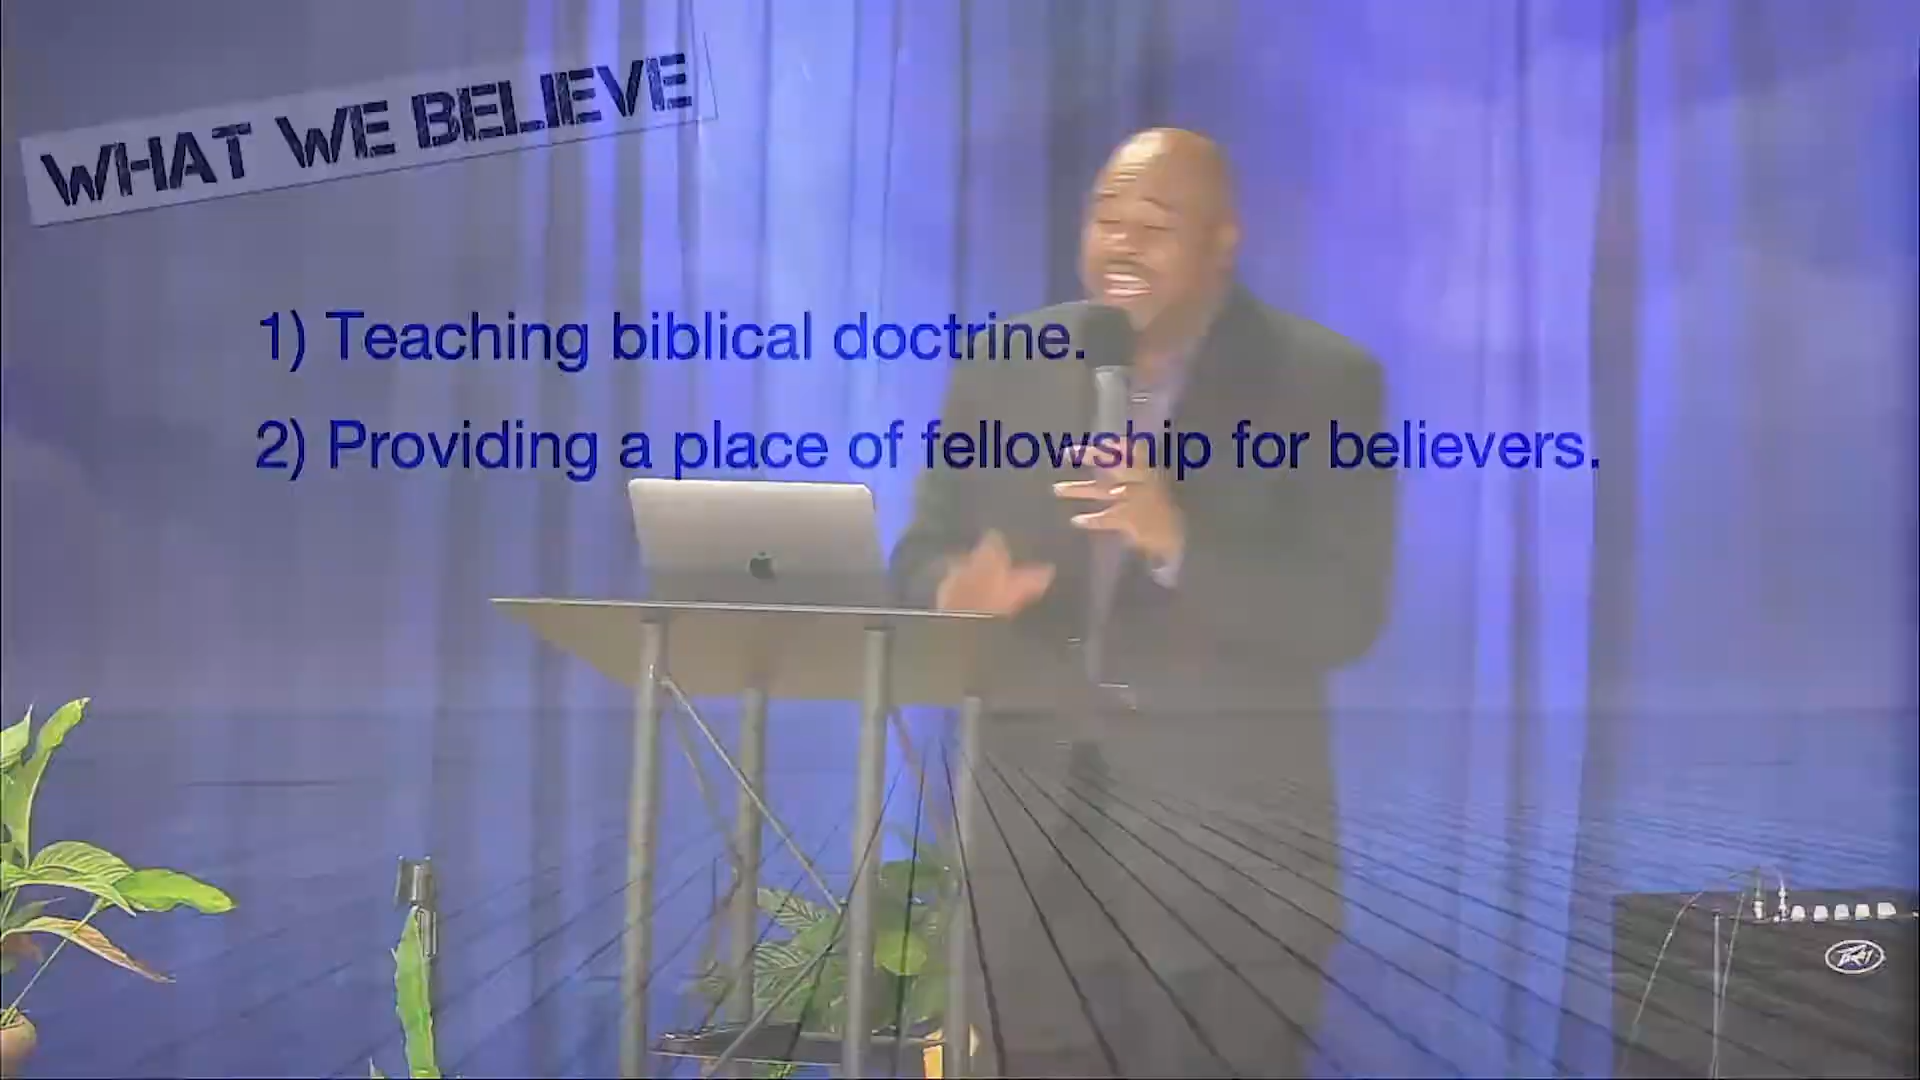 WHAT WE BELIEVE
1) Teaching biblical doctrine.
2) Providing a place of fellowship for believers.